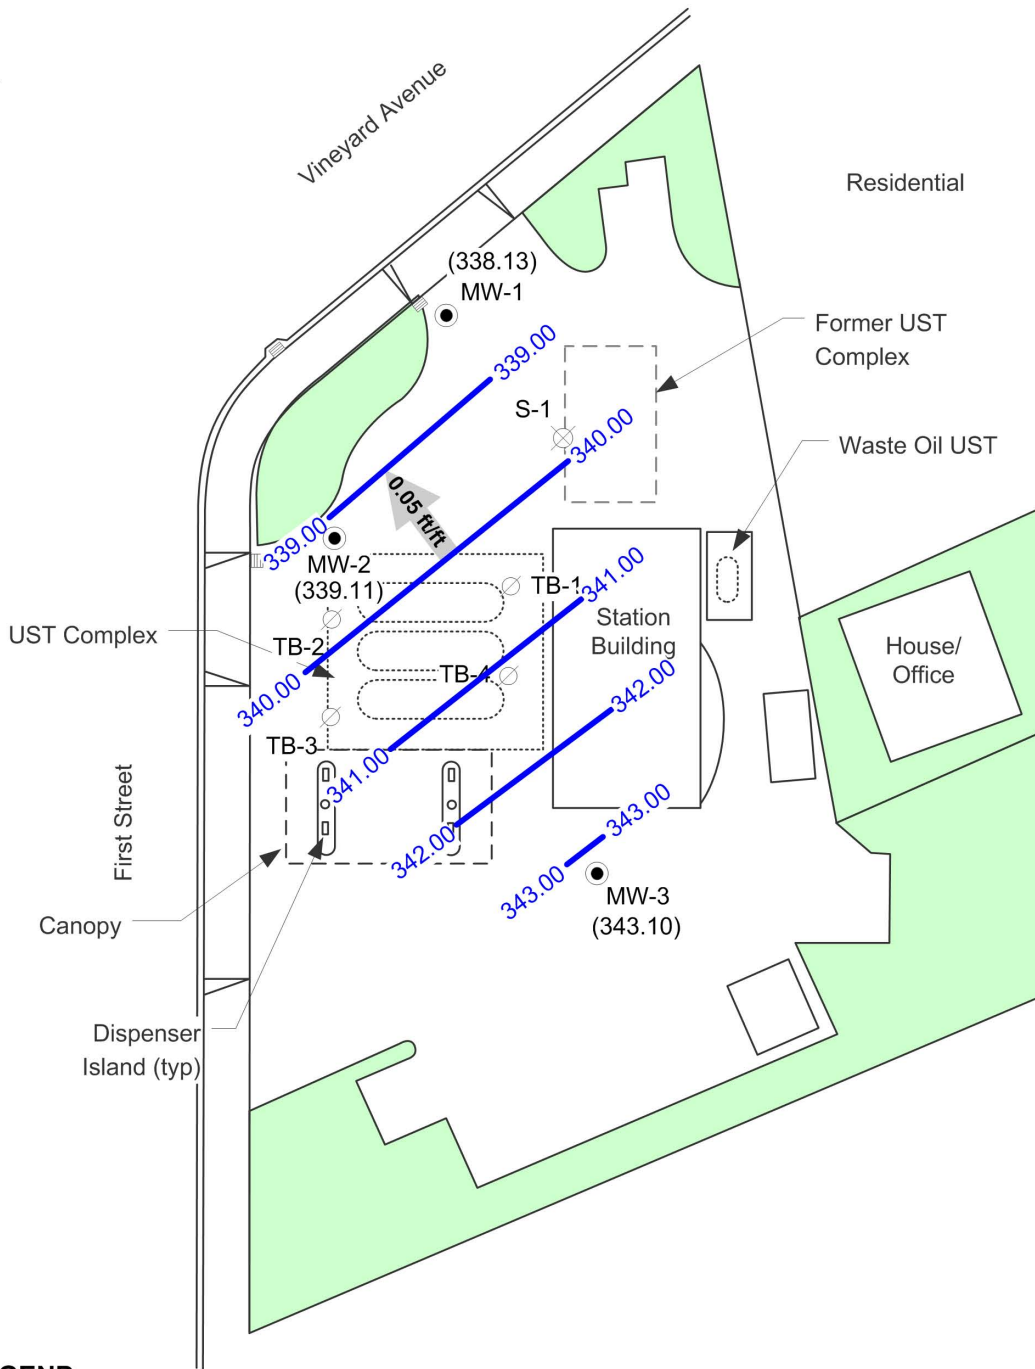 Vineyard Avenue
Residential
(338.13)
MW-1
Former UST
Complex
339.00
S-1
340.00
Waste Oil UST
0.05 ft/ft
339.00
MW-2
(339.11)
TB-1
341.00
Station
Building
UST Complex
TB-2
House/
Office
TB-4
340.00
342.00
TB-3
341.00
First Street
343.00
342.00
343.00
MW-3
(343.10)
Canopy
Dispenser
Island (typ)